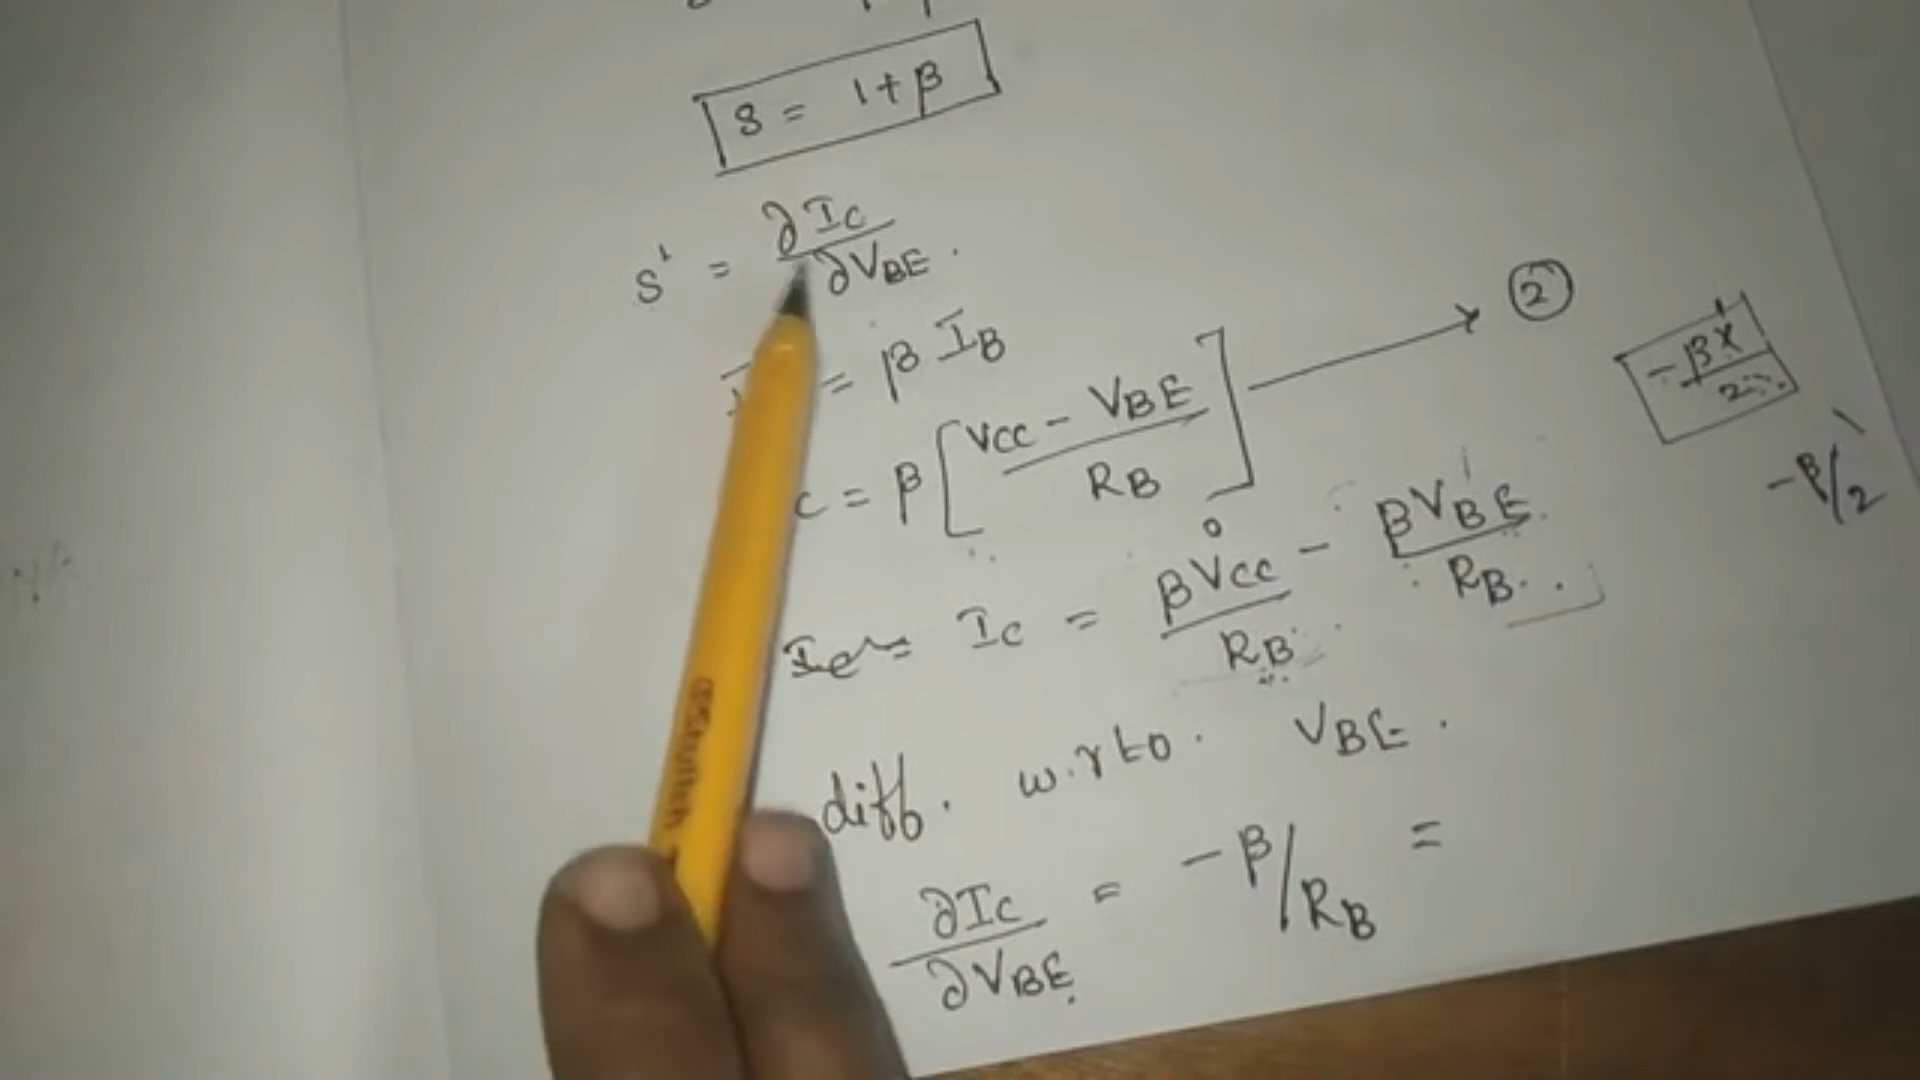 S = 1+β
S' = ∂Ic / ∂VBE .
= β IB
c = β [ Vcc - VBE / RB ] → ②
-βx / 2
-β/2
0
Ic = βVcc / RB - βVBE / RB
diff. w.r to. VBE .
∂Ic / ∂VBE = -β/RB =